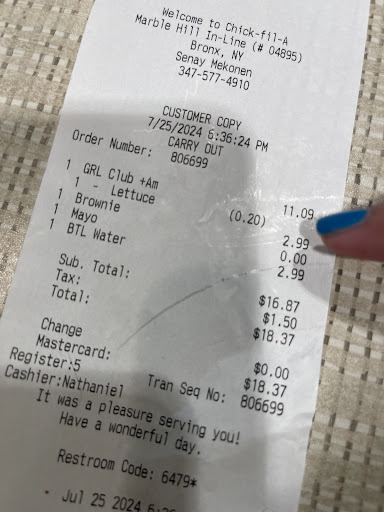 Welcome to Chick-fil-A
Marble Hill In-Line (# 04895)
Bronx, NY
Senay Mekonen
347-577-4910
CUSTOMER COPY
7/25/2024 6:36:24 PM
CARRY OUT
Order Number: 806699
1 GRL Club +Am 11.09
1 - Lettuce (0.20)
1 Brownie 2.99
1 Mayo 0.00
1 BTL Water 2.99
Sub. Total: $16.87
Tax: $1.50
Total: $18.37
Change $0.00
Mastercard: $18.37
Register:5 Tran Seq No: 806699
Cashier:Nathaniel
It was a pleasure serving you!
Have a wonderful day.
Restroom Code: 6479*
Jul 25 2024